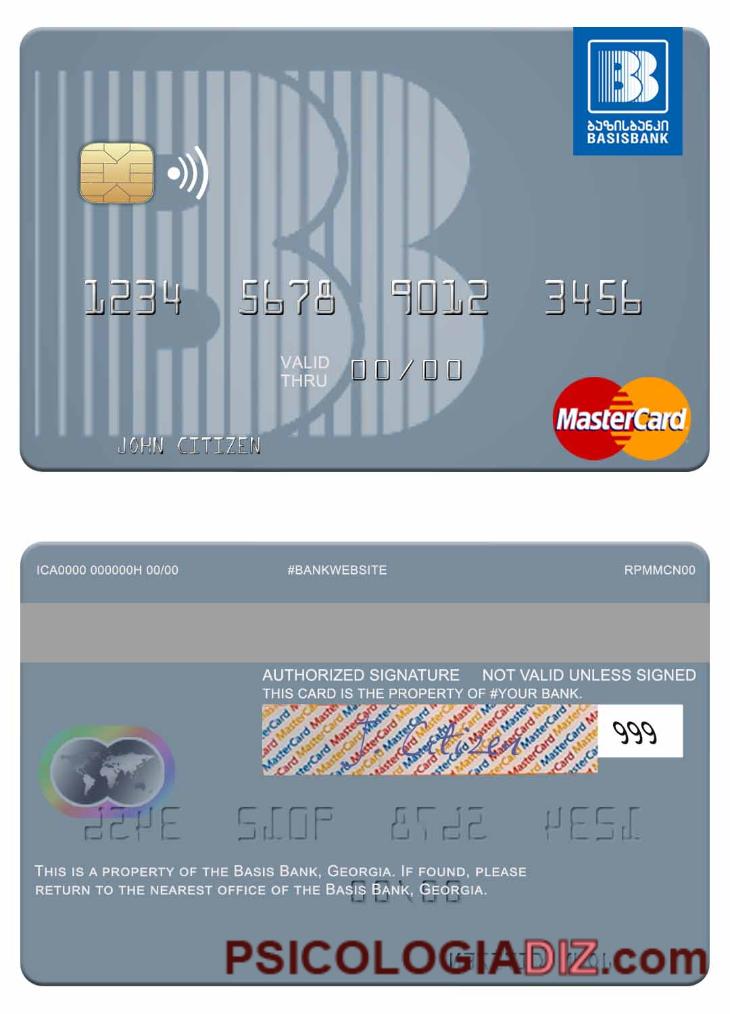 ბაზისბანკი
BASISBANK
1234 5678 9012 3456
VALID
THRU 00/00
MasterCard
JOHN CITIZEN
ICA0000 000000H 00/00 #BANKWEBSITE RPMMCN00
AUTHORIZED SIGNATURE NOT VALID UNLESS SIGNED
THIS CARD IS THE PROPERTY OF #YOUR BANK.
J Citizen 999
THIS IS A PROPERTY OF THE BASIS BANK, GEORGIA. IF FOUND, PLEASE
RETURN TO THE NEAREST OFFICE OF THE BASIS BANK, GEORGIA.
PSICOLOGIADIZ.com